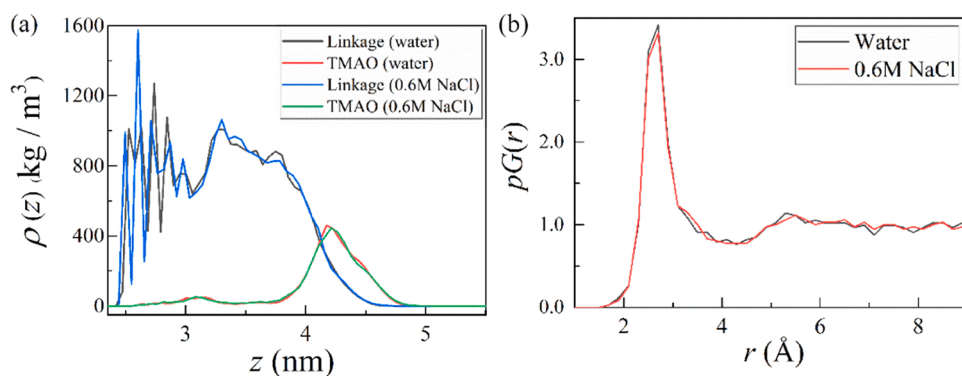 (a)
1600
1200
800
400
0
ρ (z) (kg / m³)
Linkage (water)
TMAO (water)
Linkage (0.6M NaCl)
TMAO (0.6M NaCl)
3
4
5
z (nm)
(b)
3.0
2.0
1.0
0.0
pG(r)
Water
0.6M NaCl
2
4
6
8
r (Å)